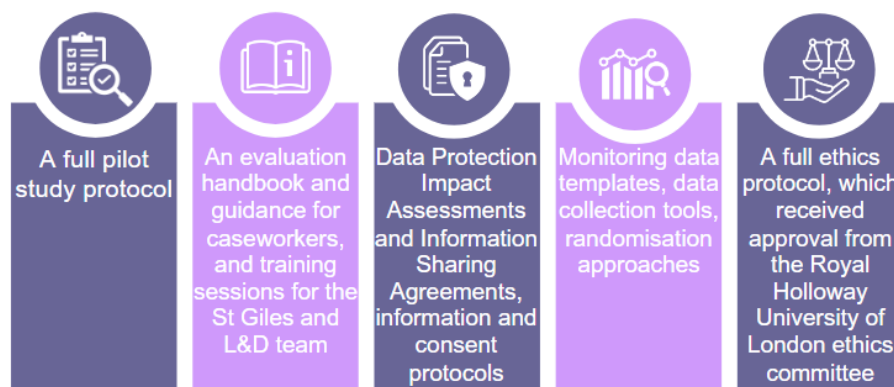 A full pilot
study protocol
An evaluation
handbook and
guidance for
caseworkers,
and training
sessions for the
St Giles and
L&D team
Data Protection
Impact
Assessments
and Information
Sharing
Agreements,
information and
consent
protocols
Monitoring data
templates, data
collection tools,
randomisation
approaches
A full ethics
protocol, which
received
approval from
the Royal
Holloway
University of
London ethics
committee